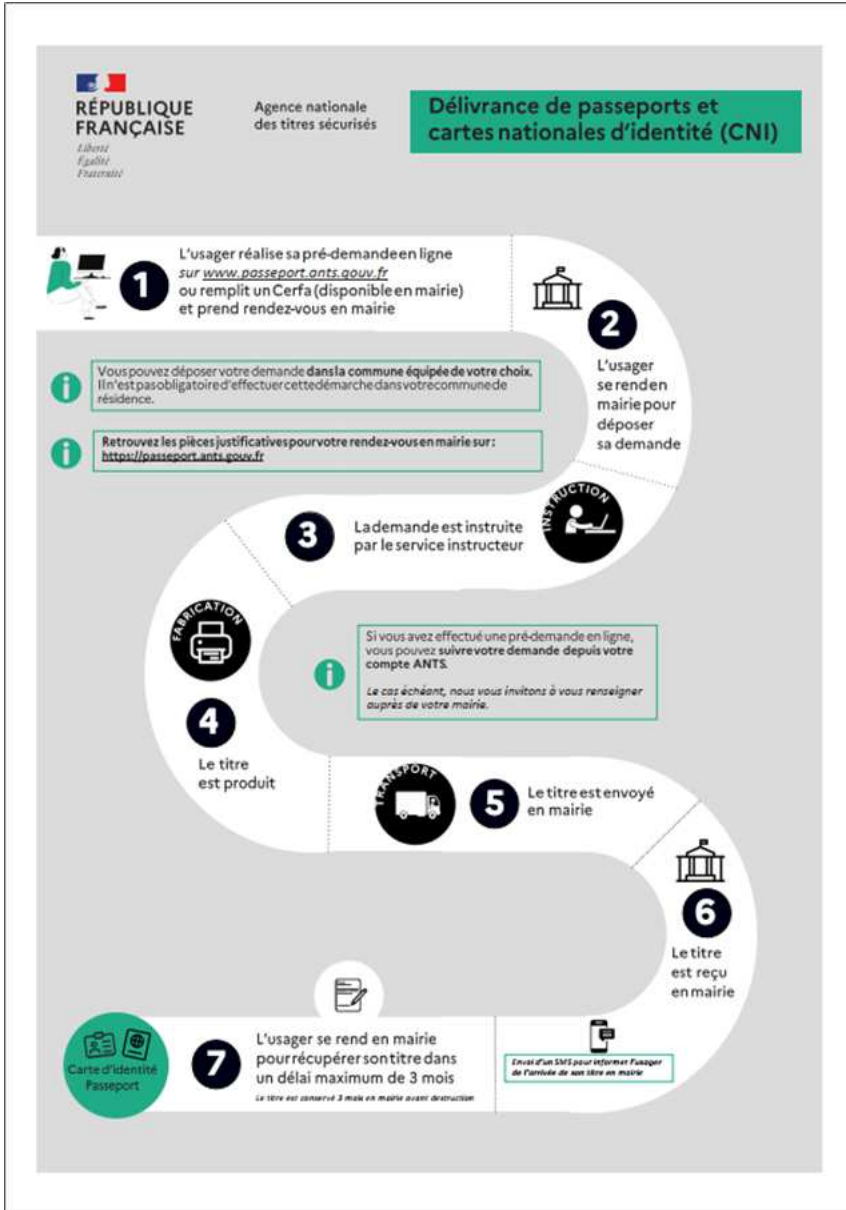 RÉPUBLIQUE
FRANÇAISE
Liberté
Égalité
Fraternité
Agence nationale
des titres sécurisés
Délivrance de passeports et
cartes nationales d'identité (CNI)
1
L'usager réalise sa pré-demande en ligne
sur www.passeport.ants.gouv.fr
ou remplit un Cerfa (disponible en mairie)
et prend rendez-vous en mairie
2
L'usager
se rend en
mairie pour
déposer
sa demande
Vous pouvez déposer votre demande dans la commune équipée de votre choix.
Il n'est pas obligatoire d'effectuer cette démarche dans votre commune de
résidence.
Retrouvez les pièces justificatives pour votre rendez-vous en mairie sur :
https://passeport.ants.gouv.fr
INSTRUCTION
3
La demande est instruite
par le service instructeur
FABRICATION
Si vous avez effectué une pré-demande en ligne,
vous pouvez suivre votre demande depuis votre
compte ANTS.
Le cas échéant, nous vous invitons à vous renseigner
auprès de votre mairie.
4
Le titre
est produit
TRANSPORT
5
Le titre est envoyé
en mairie
6
Le titre
est reçu
en mairie
Envoi d'un SMS pour informer l'usager
de l'arrivée de son titre en mairie
7
L'usager se rend en mairie
pour récupérer son titre dans
un délai maximum de 3 mois
Le titre est conservé 3 mois en mairie avant destruction
Carte d'identité
Passeport